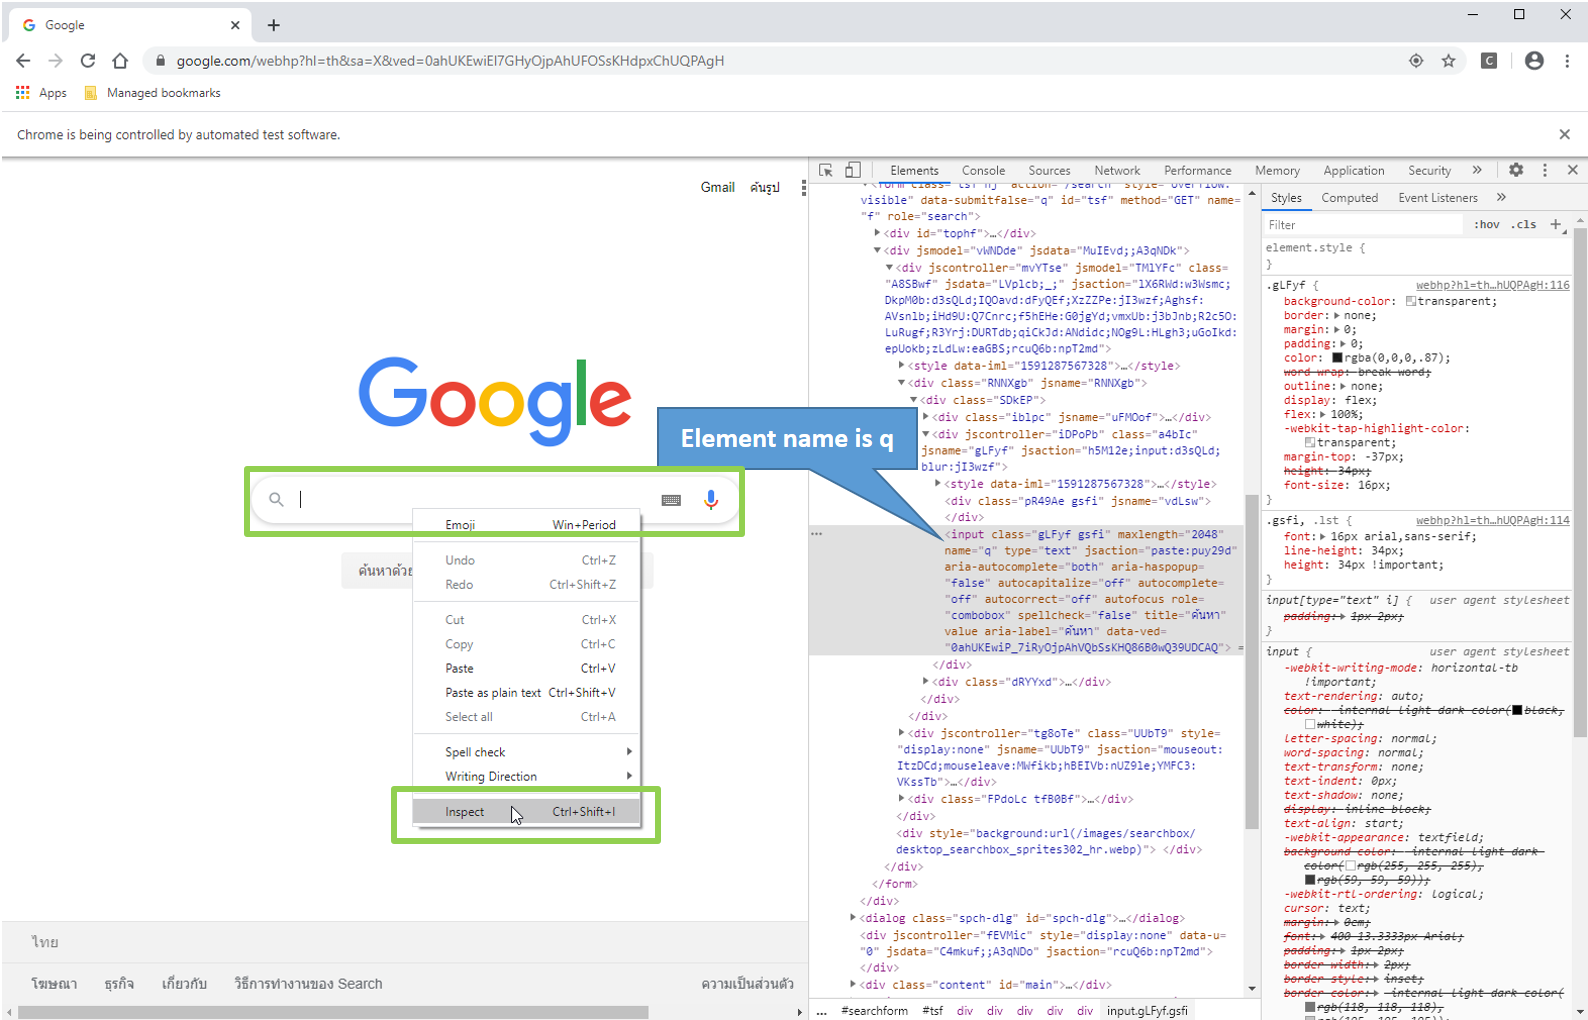 Google
google.com/webhp?hl=th&sa=X&ved=0ahUKEwiEl7GHyOjpAhUFOSsKHdpxChUQPAgH
Apps Managed bookmarks
Chrome is being controlled by automated test software.
Gmail ค้นรูป
Google
ค้นหาด้วย
Emoji Win+Period
Undo Ctrl+Z
Redo Ctrl+Shift+Z
Cut Ctrl+X
Copy Ctrl+C
Paste Ctrl+V
Paste as plain text Ctrl+Shift+V
Select all Ctrl+A
Spell check
Writing Direction
Inspect Ctrl+Shift+I
Element name is q
ไทย
โฆษณา ธุรกิจ เกี่ยวกับ วิธีการทำงานของ Search ความเป็นส่วนตัว
Elements Console Sources Network Performance Memory Application Security »
<form class="tsf nj" action="/search" style="overflow:
visible" data-submitfalse="q" id="tsf" method="GET" name=
"f" role="search">
<div id="tophf">…</div>
<div jsmodel="vWNDde" jsdata="MuIEvd;;A3qNDk">
<div jscontroller="mvYTse" jsmodel="TMlYFc" class=
"A8SBwf" jsdata="LVplcb;_;" jsaction="lX6RWd:w3Wsmc;
DkpM0b:d3sQLd;IQOavd:dFyQEf;XzZZPe:jI3wzf;Aghsf:
AVsnlb;iHd9U:Q7Cnrc;f5hEHe:G0jgYd;vmxUb:j3bJnb;R2c5O:
LuRugf;R3Yrj:DURTdb;qiCkJd:ANdidc;NOg9L:HLgh3;uGoIkd:
epUokb;zLdLw:eaGBS;rcuQ6b:npT2md">
<style data-iml="1591287567328">…</style>
<div class="RNNXgb" jsname="RNNXgb">
<div class="SDkEP">
<div class="iblpc" jsname="uFMOof">…</div>
<div jscontroller="iDPoPb" class="a4bIc"
jsname="gLFyf" jsaction="h5M12e;input:d3sQLd;
blur:jI3wzf">
<style data-iml="1591287567328">…</style>
<div class="pR49Ae gsfi" jsname="vdLsw">
</div>
<input class="gLFyf gsfi" maxlength="2048"
name="q" type="text" jsaction="paste:puy29d"
aria-autocomplete="both" aria-haspopup=
"false" autocapitalize="off" autocomplete=
"off" autocorrect="off" autofocus role=
"combobox" spellcheck="false" title="ค้นหา"
value aria-label="ค้นหา" data-ved=
"0ahUKEwiP_7iRyOjpAhVQbSsKHQ86B0wQ39UDCAQ"> =
</div>
<div class="dRYYxd">…</div>
</div>
</div>
<div jscontroller="tg8oTe" class="UUbT9" style=
"display:none" jsname="UUbT9" jsaction="mouseout:
ItzDCd;mouseleave:MWfikb;hBEIVb:nUZ9le;YMFC3:
VKssTb">…</div>
<div class="FPdoLc tfB0Bf">…</div>
</div>
<div style="background:url(/images/searchbox/
desktop_searchbox_sprites302_hr.webp)"> </div>
</div>
</form>
</div>
<dialog class="spch-dlg" id="spch-dlg">…</dialog>
<div jscontroller="fEVMic" style="display:none" data-u=
"0" jsdata="C4mkuf;;A3qNDo" jsaction="rcuQ6b:npT2md">
</div>
<div class="content" id="main">…</div>
... #searchform #tsf div div div div div input.gLFyf.gsfi
Styles Computed Event Listeners »
Filter :hov .cls +
element.style {
}
.gLFyf { webhp?hl=th…hUQPAgH:116
background-color: transparent;
border: none;
margin: 0;
padding: 0;
color: rgba(0,0,0,.87);
word-wrap: break-word;
outline: none;
display: flex;
flex: 100%;
-webkit-tap-highlight-color:
transparent;
margin-top: -37px;
height: 34px;
font-size: 16px;
}
.gsfi, .lst { webhp?hl=th…hUQPAgH:114
font: 16px arial,sans-serif;
line-height: 34px;
height: 34px !important;
}
input[type="text" i] { user agent stylesheet
padding: 1px 2px;
}
input { user agent stylesheet
-webkit-writing-mode: horizontal-tb
!important;
text-rendering: auto;
color: -internal-light-dark-color(black,
white);
letter-spacing: normal;
word-spacing: normal;
text-transform: none;
text-indent: 0px;
text-shadow: none;
display: inline-block;
text-align: start;
-webkit-appearance: textfield;
background-color: -internal-light-dark-
color(rgb(255, 255, 255),
rgb(59, 59, 59));
-webkit-rtl-ordering: logical;
cursor: text;
margin: 0em;
font: 400 13.3333px Arial;
padding: 1px 2px;
border-width: 2px;
border-style: inset;
border-color: -internal-light-dark-color(
rgb(118, 118, 118),